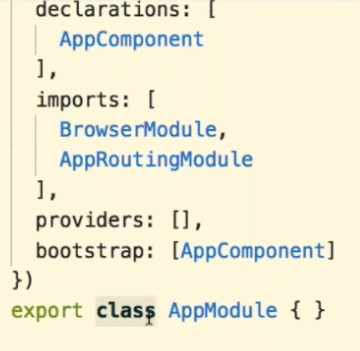 declarations: [
AppComponent
],
imports: [
BrowserModule,
AppRoutingModule
],
providers: [],
bootstrap: [AppComponent]
})
export class AppModule { }